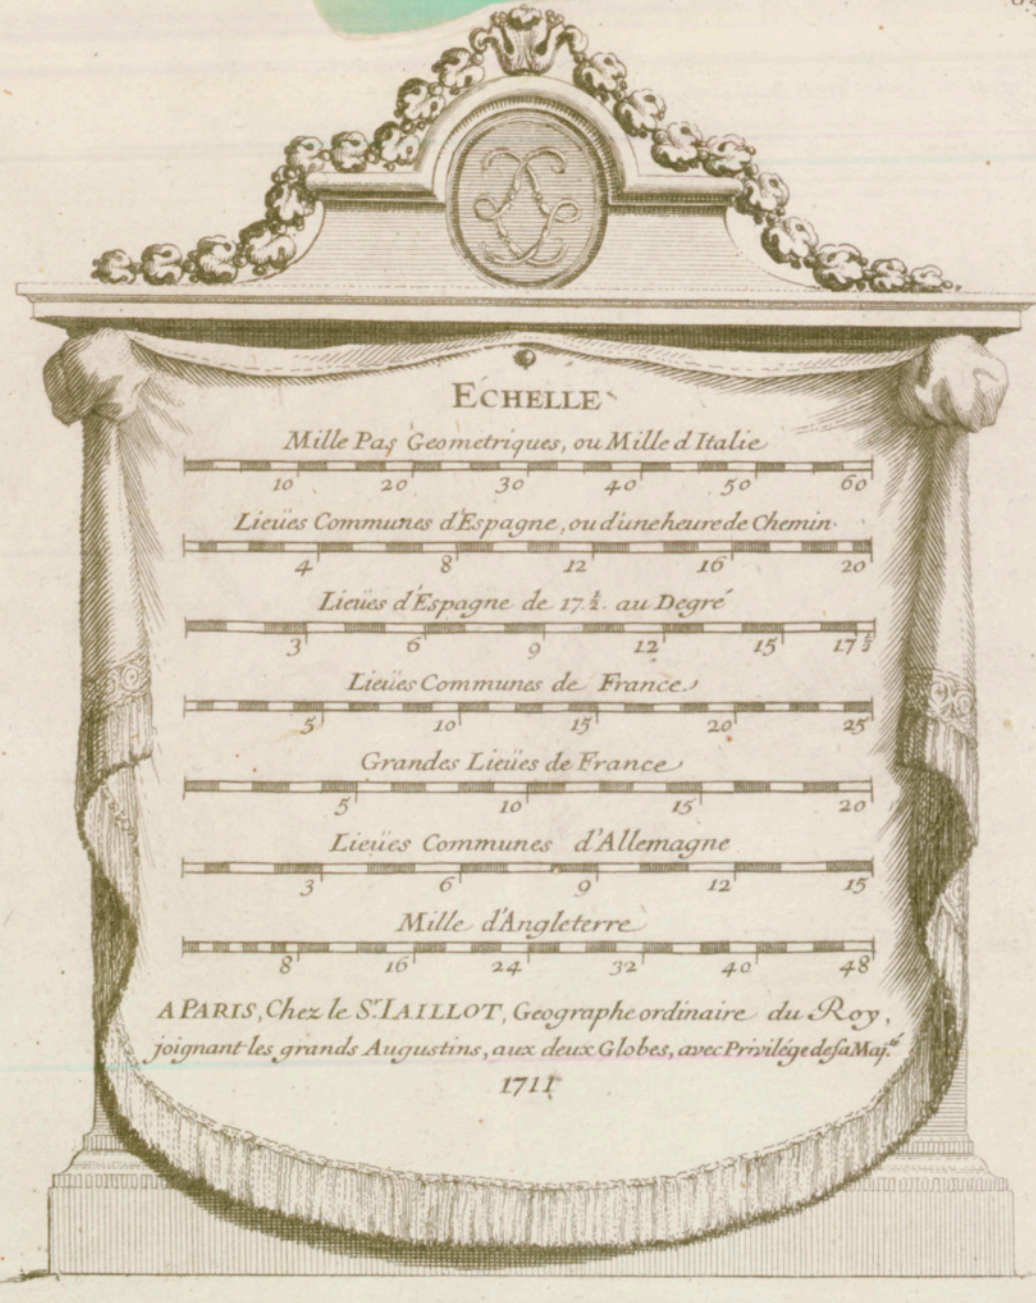 ECHELLE
Mille Pas Geometriques, ou Mille d'Italie
10 20 30 40 50 60
Lieües Communes d'Espagne, ou d'une heure de Chemin.
4 8 12 16 20
Lieües d'Espagne de 17.½. au Degré
3 6 9 12 15 17½
Lieües Communes de France.
5 10 15 20 25
Grandes Lieües de France
5 10 15 20
Lieües Communes d'Allemagne
3 6 9 12 15
Mille d'Angleterre
8 16 24 32 40 48
A PARIS, Chez le Sr. IAILLOT, Geographe ordinaire du Roy,
joignant les grands Augustins, aux deux Globes, avec Privilége de sa Maj.té
1711